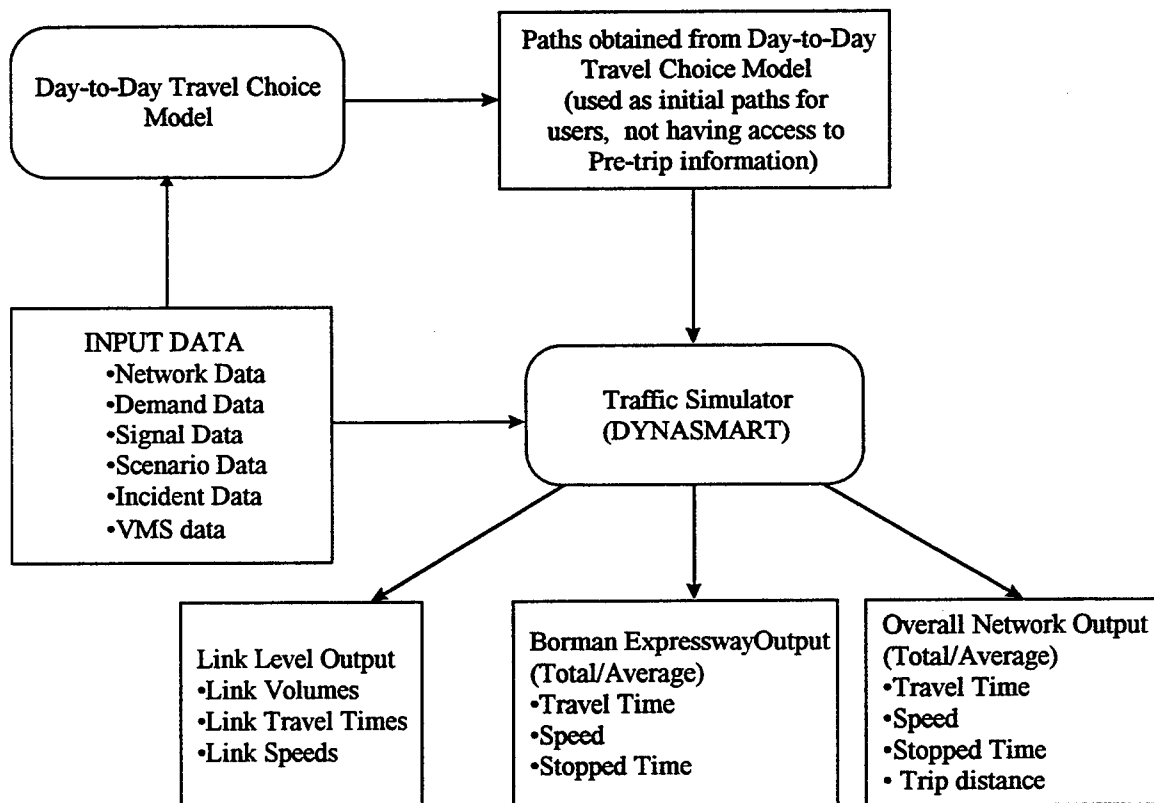 Day-to-Day Travel Choice
Model
Paths obtained from Day-to-Day
Travel Choice Model
(used as initial paths for
users, not having access to
Pre-trip information)
INPUT DATA
•Network Data
•Demand Data
•Signal Data
•Scenario Data
•Incident Data
•VMS data
Traffic Simulator
(DYNASMART)
Link Level Output
•Link Volumes
•Link Travel Times
•Link Speeds
Borman ExpresswayOutput
(Total/Average)
•Travel Time
•Speed
•Stopped Time
Overall Network Output
(Total/Average)
•Travel Time
•Speed
•Stopped Time
• Trip distance